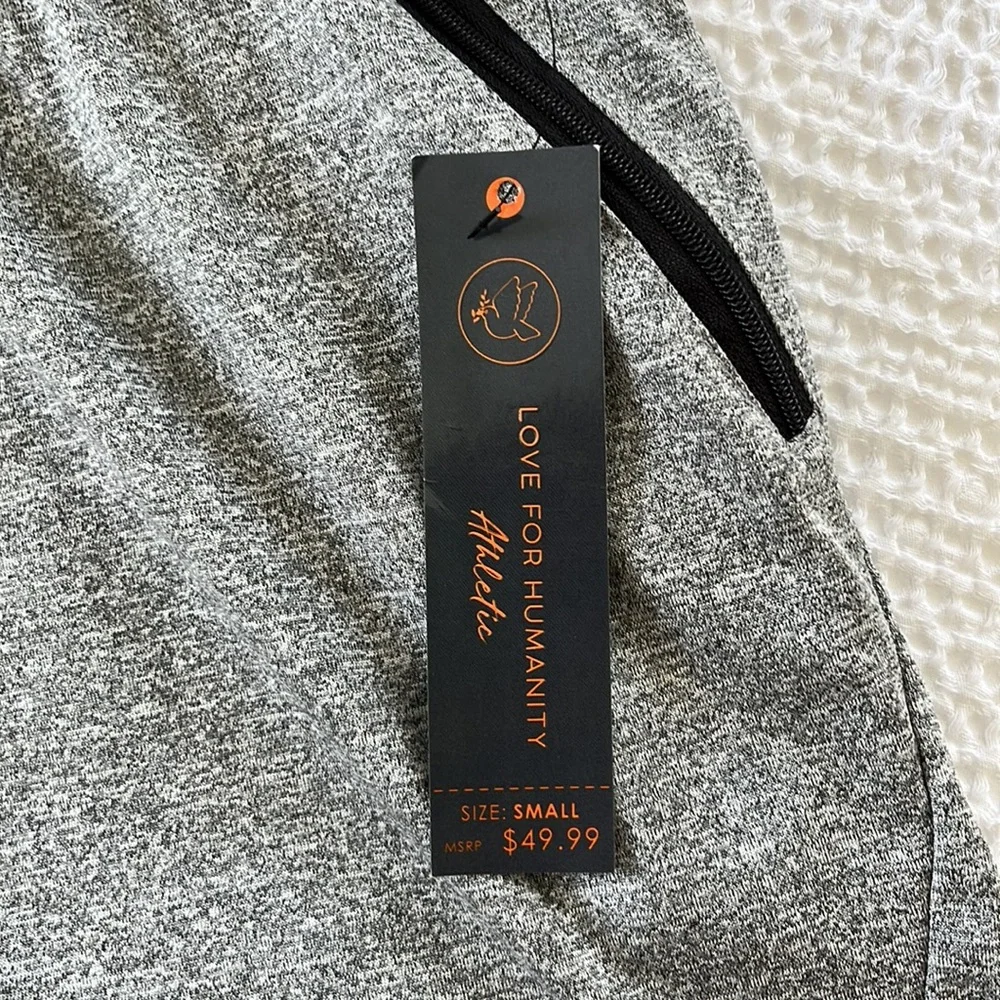 LOVE FOR HUMANITY
Athletic
SIZE: SMALL
MSRP $49.99